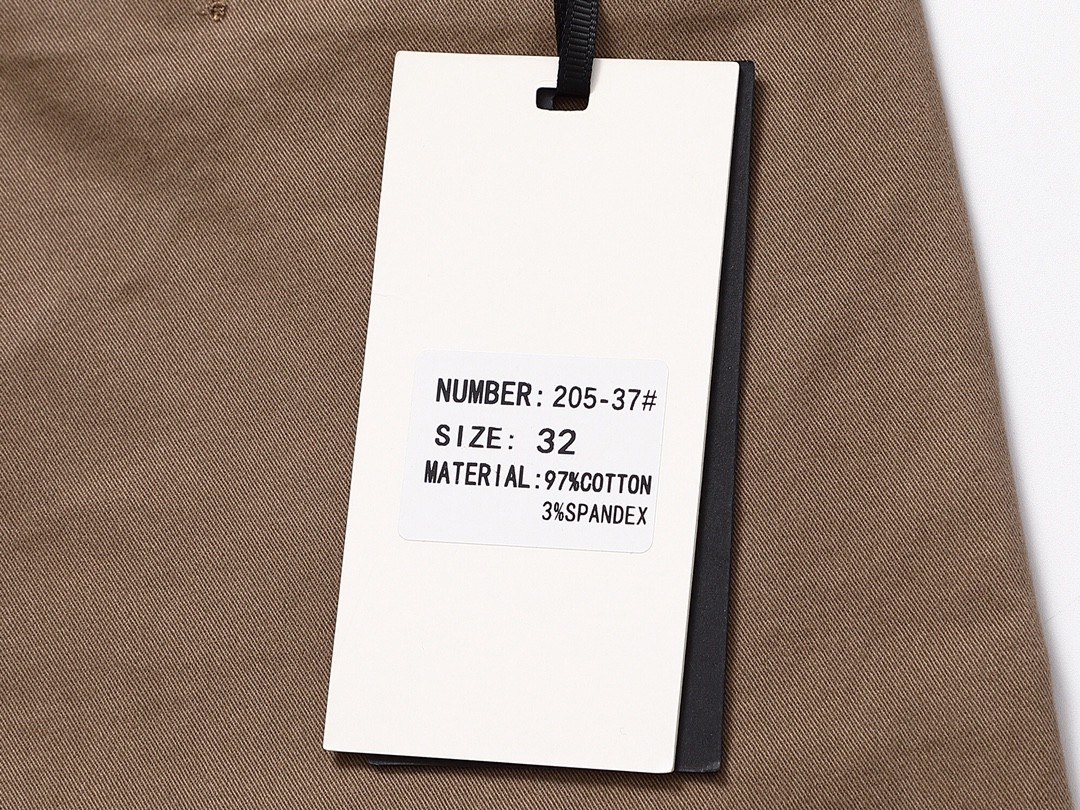 NUMBER: 205-37#
SIZE: 32
MATERIAL:97%COTTON
3%SPANDEX